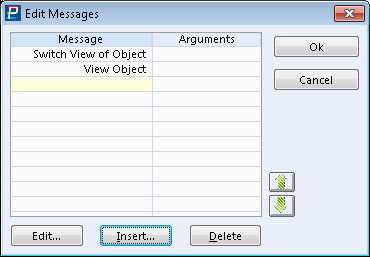 Edit Messages
Message Arguments
Switch View of Object
View Object
Ok
Cancel
Edit... Insert... Delete